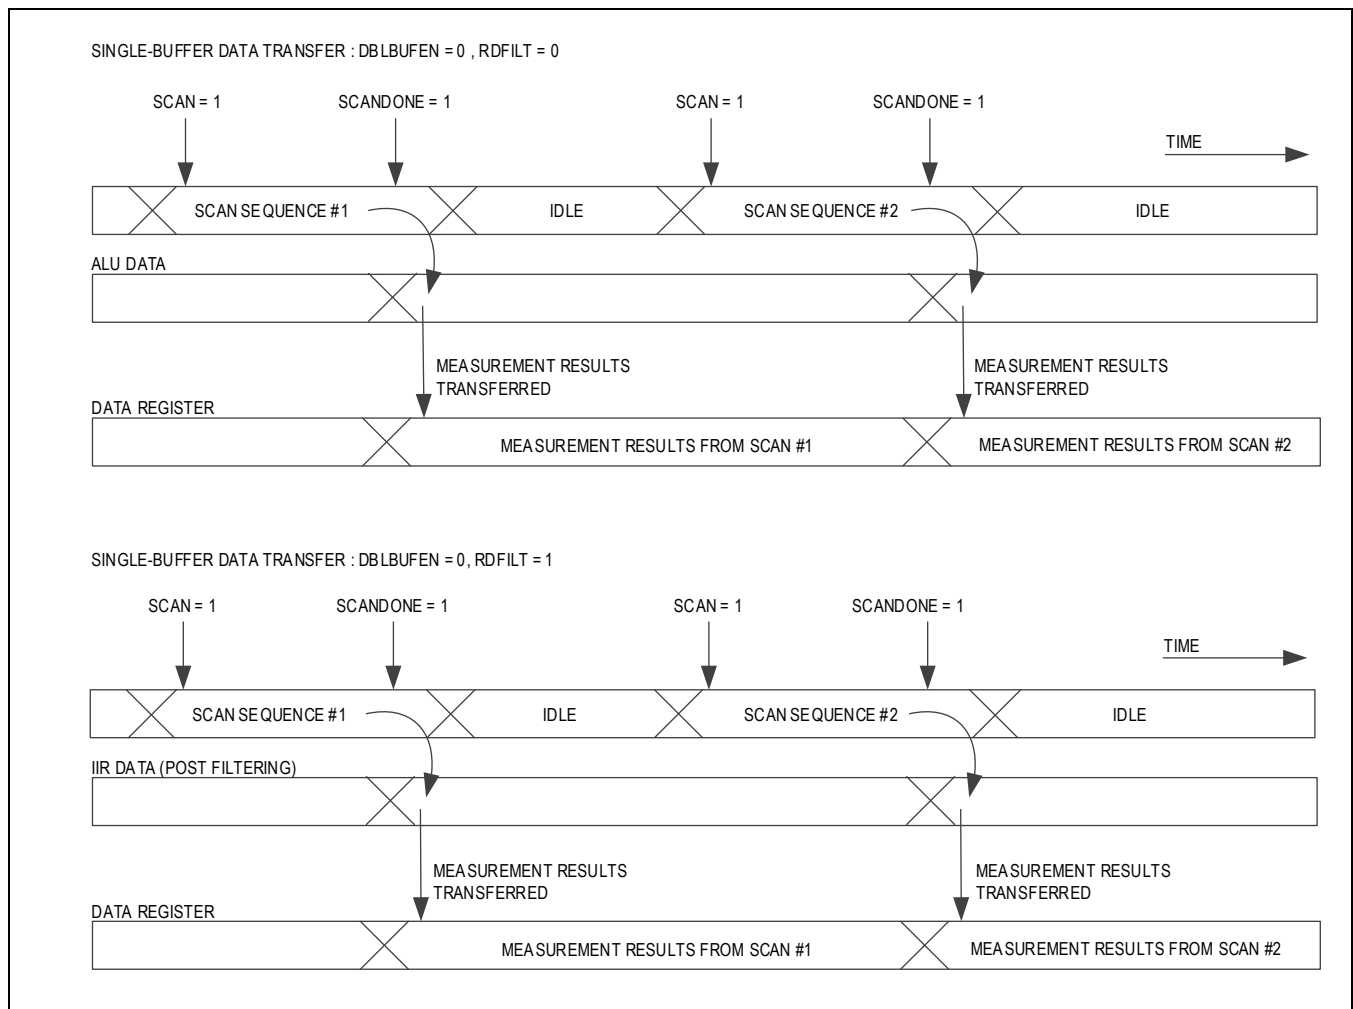 SINGLE-BUFFER DATA TRANSFER : DBLBUFEN = 0 , RDFILT = 0
SCAN = 1
SCANDONE = 1
SCAN = 1
SCANDONE = 1
TIME
SCAN SEQUENCE #1
IDLE
SCAN SEQUENCE #2
IDLE
ALU DATA
MEASUREMENT RESULTS
TRANSFERRED
MEASUREMENT RESULTS
TRANSFERRED
DATA REGISTER
MEASUREMENT RESULTS FROM SCAN #1
MEASUREMENT RESULTS FROM SCAN #2
SINGLE-BUFFER DATA TRANSFER : DBLBUFEN = 0, RDFILT = 1
SCAN = 1
SCANDONE = 1
SCAN = 1
SCANDONE = 1
TIME
SCAN SEQUENCE #1
IDLE
SCAN SEQUENCE #2
IDLE
IIR DATA (POST FILTERING)
MEASUREMENT RESULTS
TRANSFERRED
MEASUREMENT RESULTS
TRANSFERRED
DATA REGISTER
MEASUREMENT RESULTS FROM SCAN #1
MEASUREMENT RESULTS FROM SCAN #2